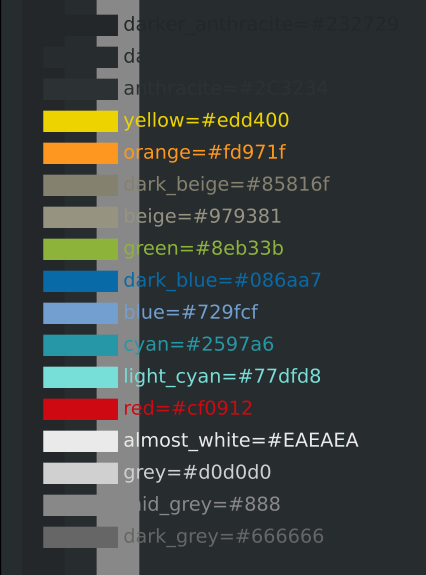 darker_anthracite=#232729
da
anthracite=#2C3234
yellow=#edd400
orange=#fd971f
dark_beige=#85816f
beige=#979381
green=#8eb33b
dark_blue=#086aa7
blue=#729fcf
cyan=#2597a6
light_cyan=#77dfd8
red=#cf0912
almost_white=#EAEAEA
grey=#d0d0d0
mid_grey=#888
dark_grey=#666666